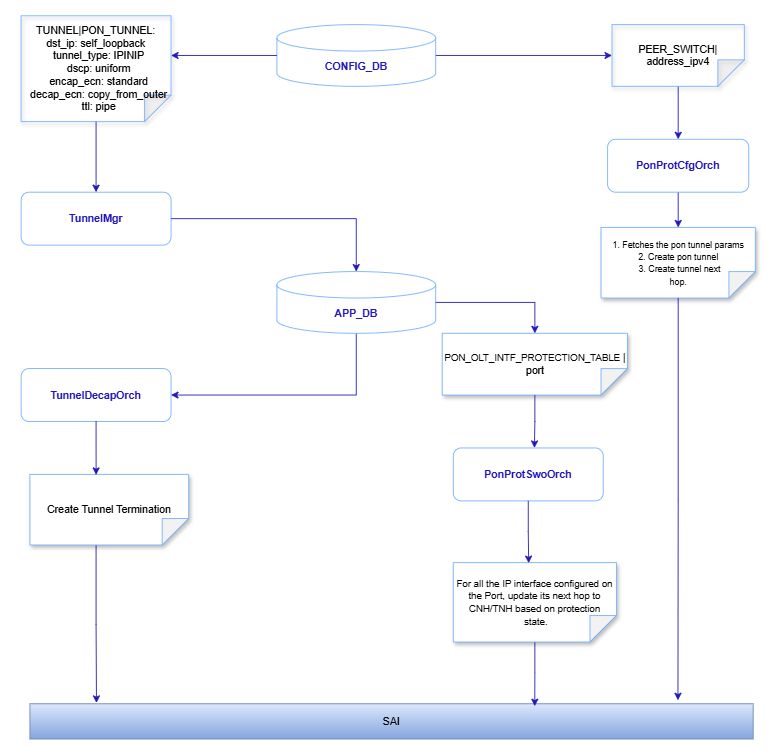 TUNNEL|PON_TUNNEL:
dst_ip: self_loopback
tunnel_type: IPINIP
dscp: uniform
encap_ecn: standard
decap_ecn: copy_from_outer
ttl: pipe
CONFIG_DB
PEER_SWITCH|
address_ipv4
PonProtCfgOrch
TunnelMgr
1. Fetches the pon tunnel params
2. Create pon tunnel
3. Create tunnel next
hop.
APP_DB
PON_OLT_INTF_PROTECTION_TABLE |
port
TunnelDecapOrch
PonProtSwoOrch
Create Tunnel Termination
For all the IP interface configured on
the Port, update its next hop to
CNH/TNH based on protection
state.
SAI